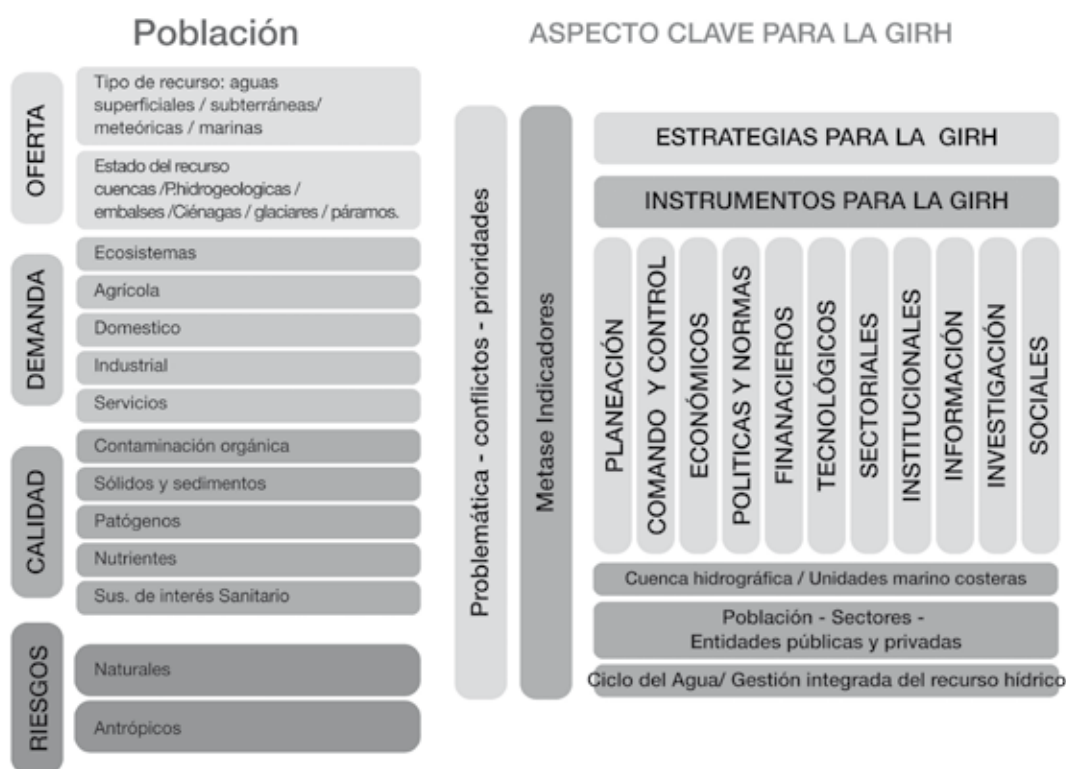 Población
OFERTA
Tipo de recurso: aguas
superficiales / subterráneas/
meteóricas / marinas
Estado del recurso
cuencas /P.hidrogeologicas /
embalses /Ciénagas / glaciares / páramos.
DEMANDA
Ecosistemas
Agrícola
Domestico
Industrial
Servicios
CALIDAD
Contaminación orgánica
Sólidos y sedimentos
Patógenos
Nutrientes
Sus. de interés Sanitario
RIESGOS
Naturales
Antrópicos
ASPECTO CLAVE PARA LA GIRH
Problemática - conflictos - prioridades
Metase Indicadores
ESTRATEGIAS PARA LA GIRH
INSTRUMENTOS PARA LA GIRH
PLANEACIÓN
COMANDO Y CONTROL
ECONÓMICOS
POLITICAS Y NORMAS
FINANACIEROS
TECNOLÓGICOS
SECTORIALES
INSTITUCIONALES
INFORMACIÓN
INVESTIGACIÓN
SOCIALES
Cuenca hidrográfica / Unidades marino costeras
Población - Sectores -
Entidades públicas y privadas
Ciclo del Agua/ Gestión integrada del recurso hídrico